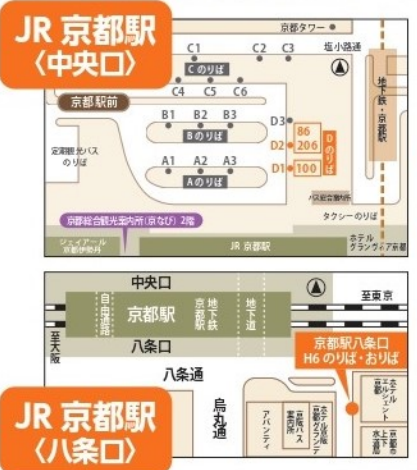 JR 京都駅
〈中央口〉
京都タワー
塩小路通
C1
C2
C3
Cのりば
C4
C5
C6
地下鉄・京都駅
京都駅前
B1
B2
B3
Bのりば
D3
D2
D1
86
206
100
Dのりば
定期観光バス
のりば
A1
A2
A3
Aのりば
バス総合案内所
タクシーのりば
京都総合観光案内所(京なび) 2階
ジェイアール
京都伊勢丹
JR 京都駅
ホテル
グランヴィア京都
中央口
至東京
自由通路
京都駅
地下鉄
京都駅
地下道
至大阪
八条口
京都駅八条口
H6 のりば・おりば
八条通
JR 京都駅
〈八条口〉
烏丸通
アバンティ
京阪バス
案内所
ホテル京阪
京都グランデ
ホテル
エルシエント
京都
京都市
上下
水道局